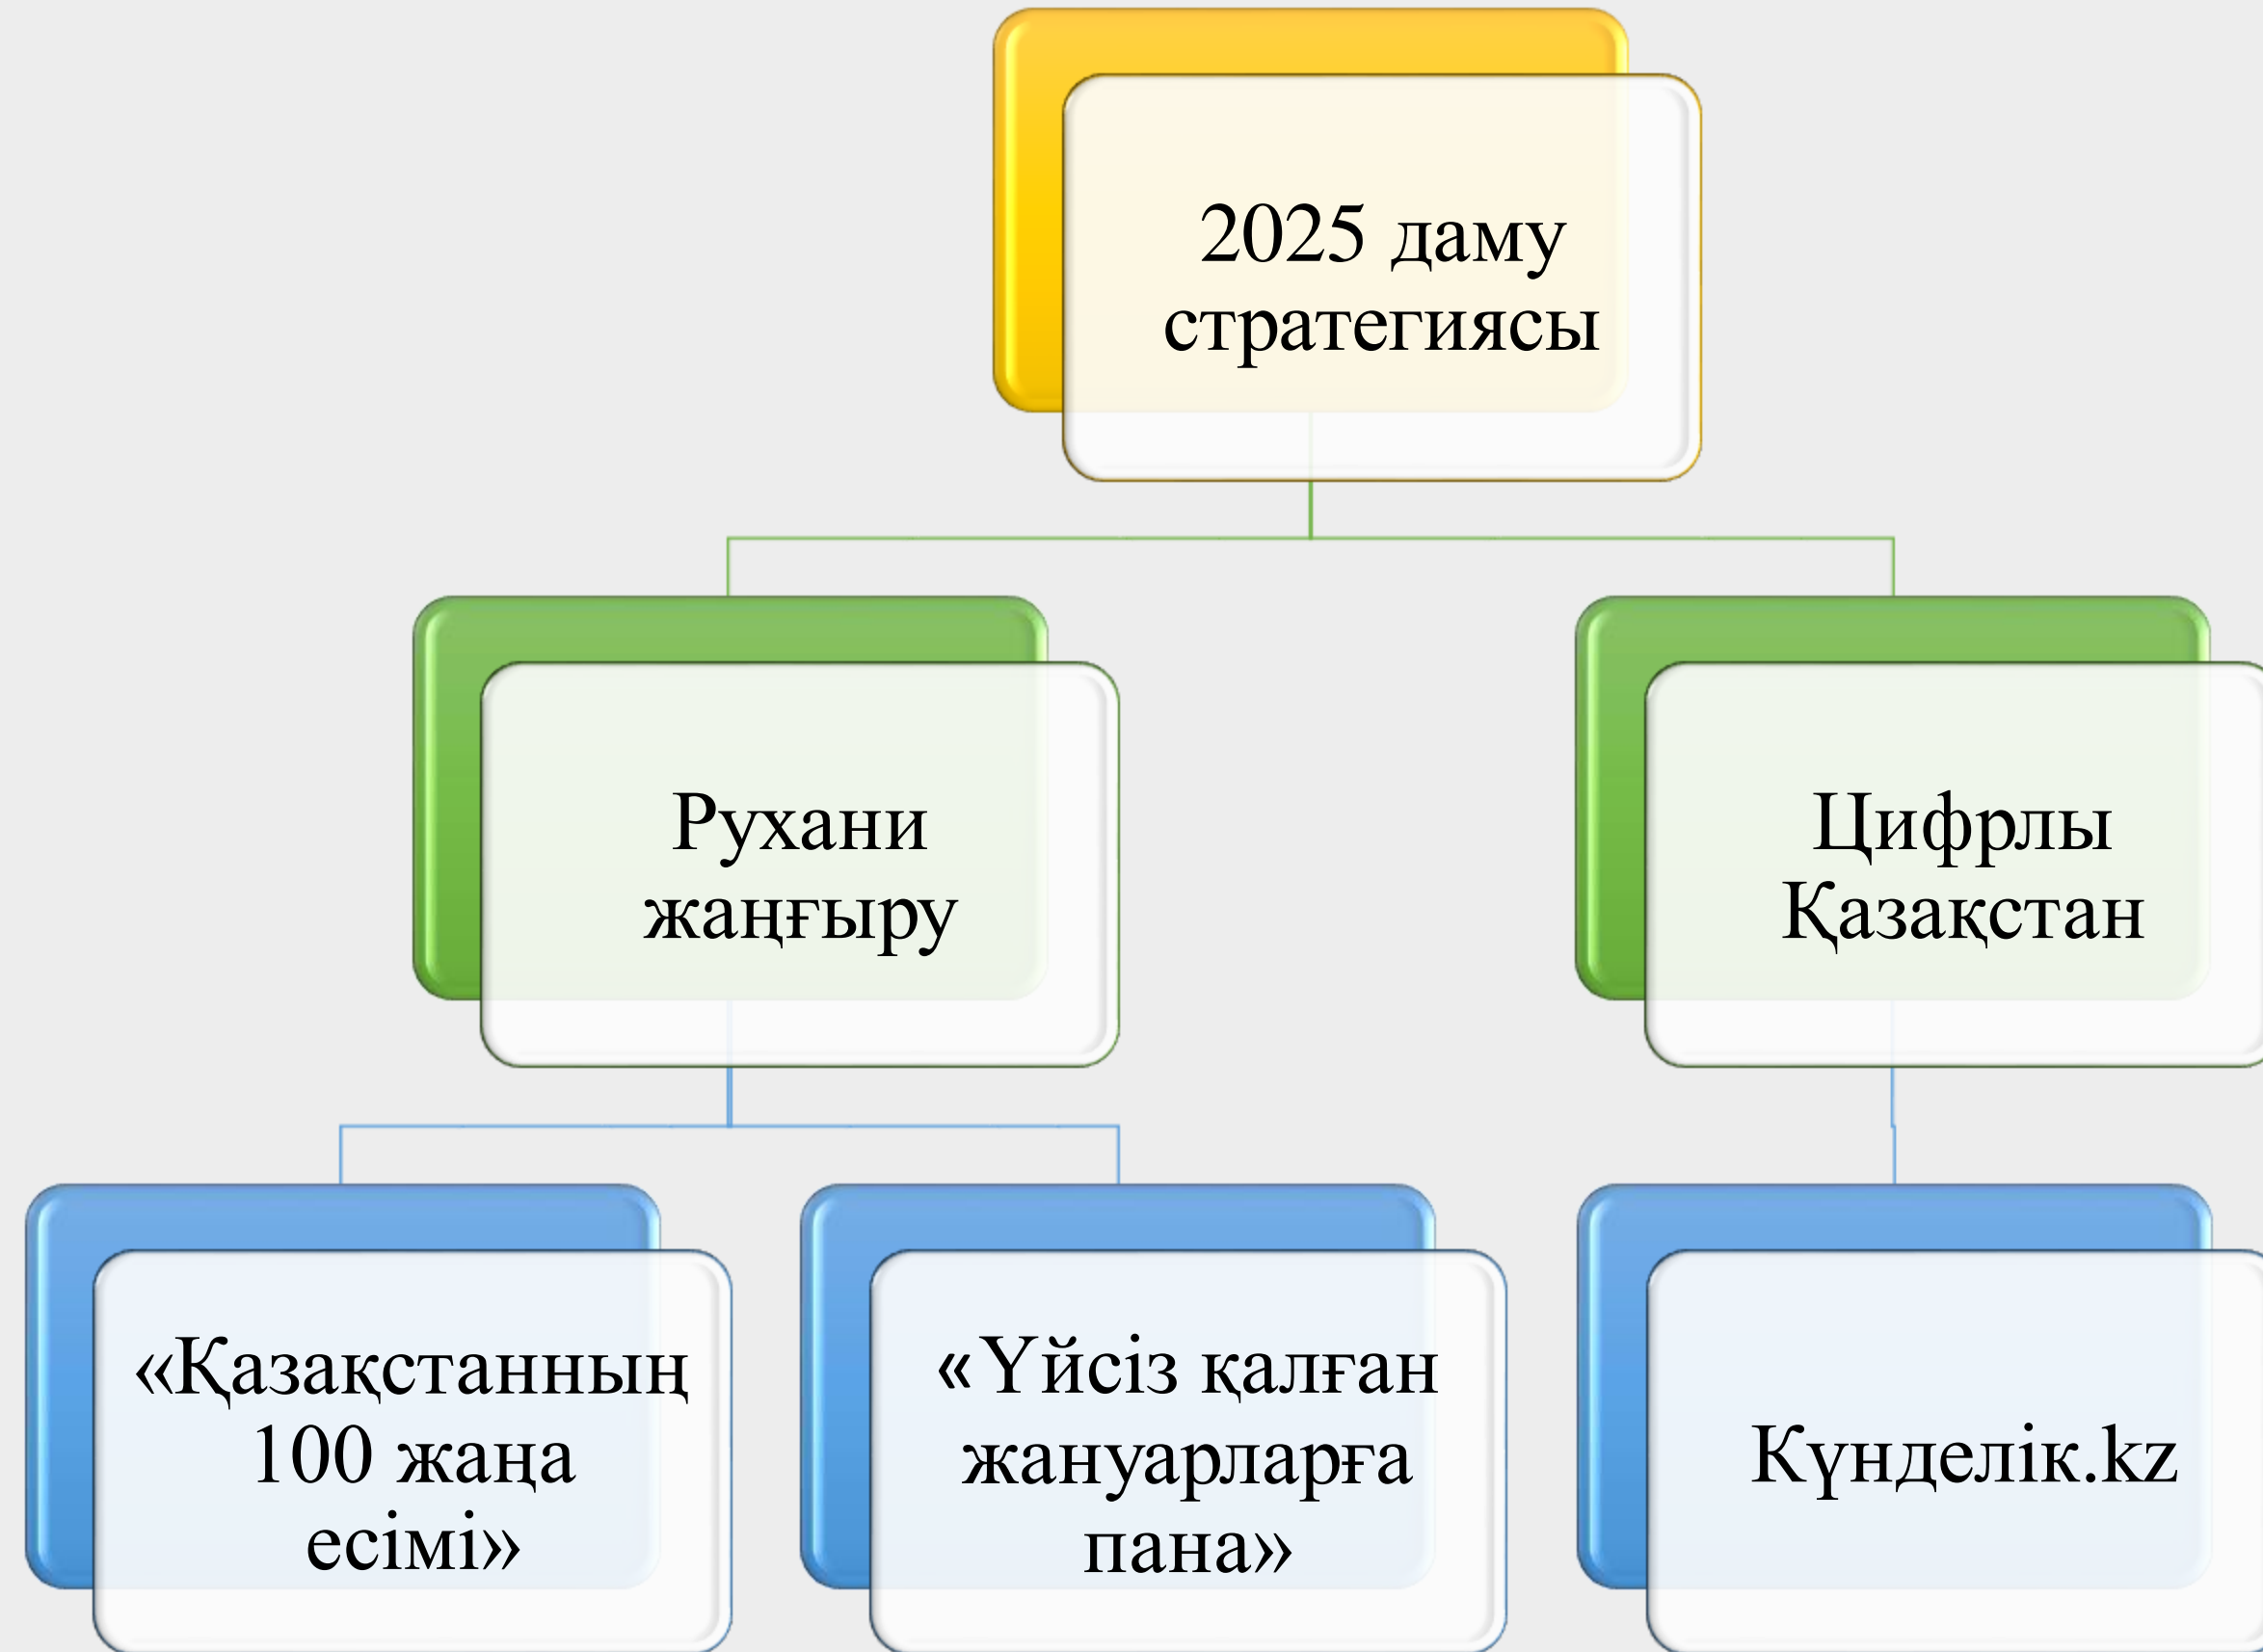 2025 даму
стратегиясы
Рухани
жаңғыру
Цифрлы
Қазақстан
«Қазақстанның
100 жаңа
есімі»
« Үйсіз қалған
жануарларға
пана»
Күнделік.kz